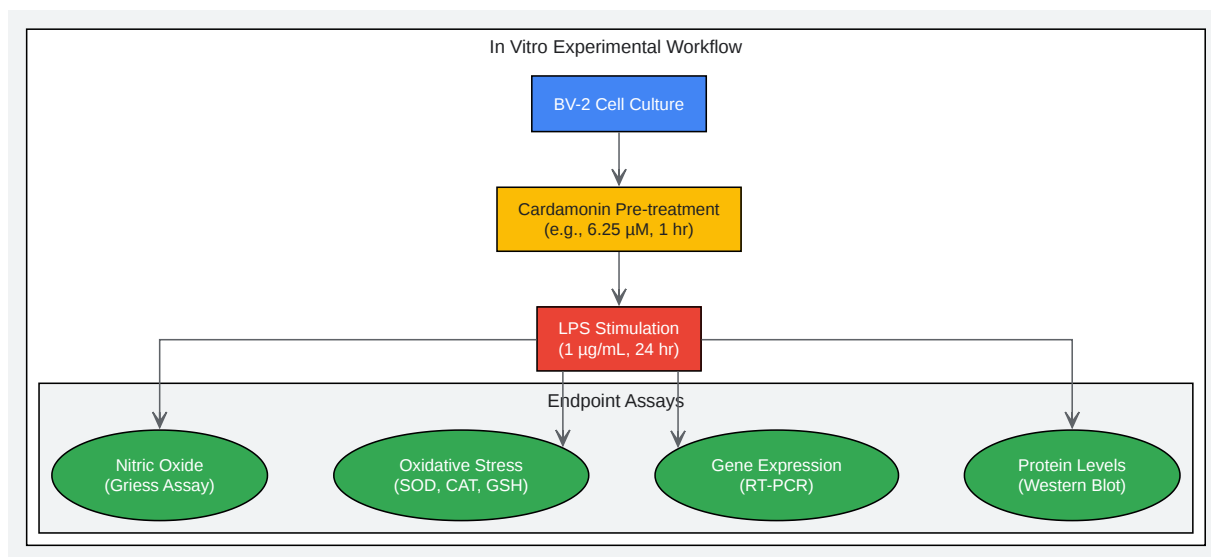 In Vitro Experimental Workflow
BV-2 Cell Culture
Cardamonin Pre-treatment
(e.g., 6.25 µM, 1 hr)
LPS Stimulation
(1 µg/mL, 24 hr)
Endpoint Assays
Nitric Oxide
(Griess Assay)
Oxidative Stress
(SOD, CAT, GSH)
Gene Expression
(RT-PCR)
Protein Levels
(Western Blot)